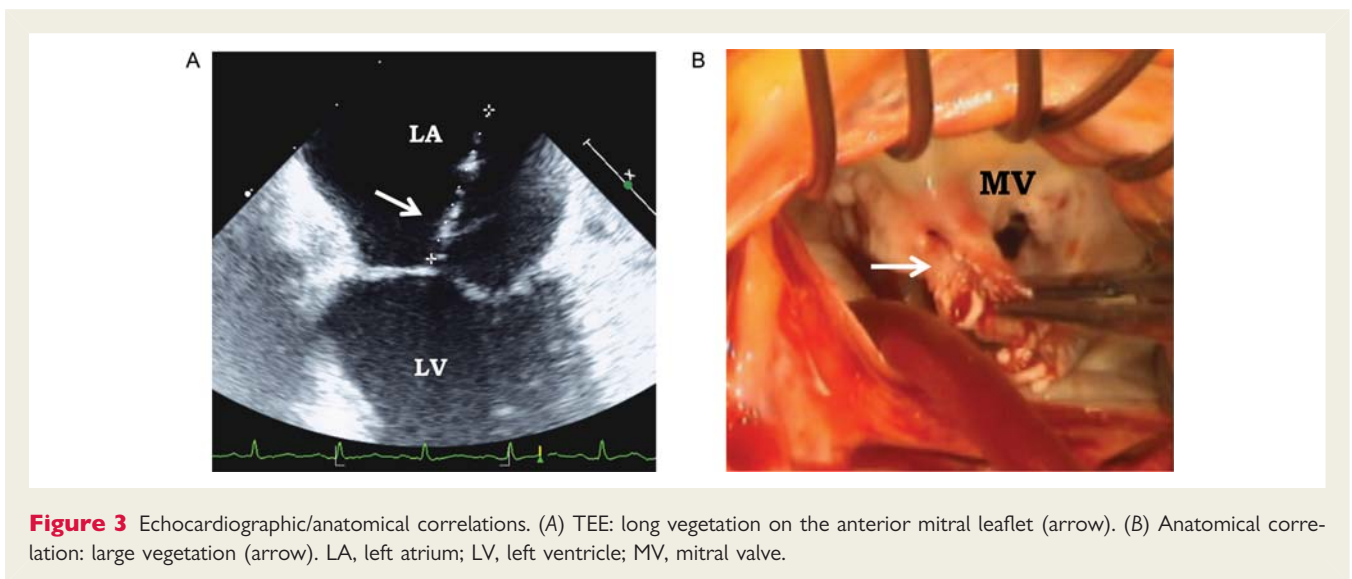 A
B
LA
MV
LV
Figure 3 Echocardiographic/anatomical correlations. (A) TEE: long vegetation on the anterior mitral leaflet (arrow). (B) Anatomical corre-
lation: large vegetation (arrow). LA, left atrium; LV, left ventricle; MV, mitral valve.